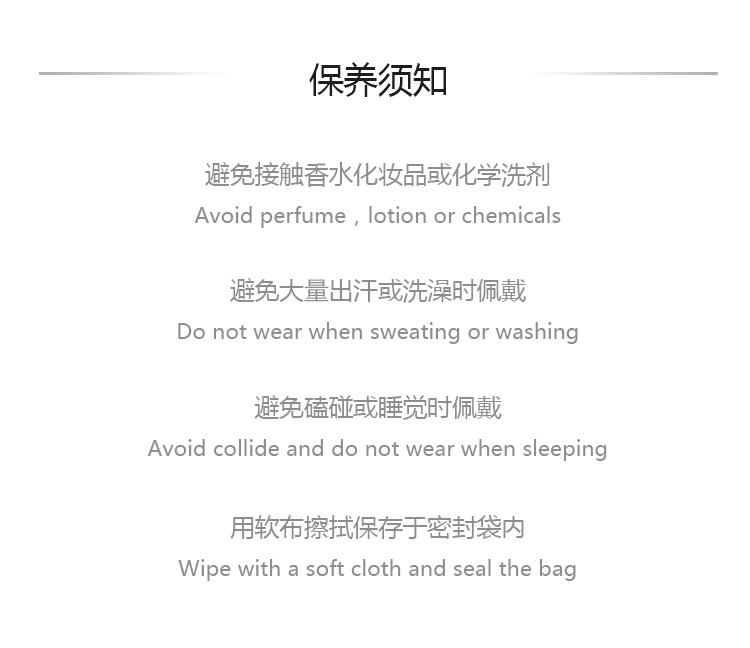 保养须知
避免接触香水化妆品或化学洗剂
Avoid perfume , lotion or chemicals
避免大量出汗或洗澡时佩戴
Do not wear when sweating or washing
避免磕碰或睡觉时佩戴
Avoid collide and do not wear when sleeping
用软布擦拭保存于密封袋内
Wipe with a soft cloth and seal the bag